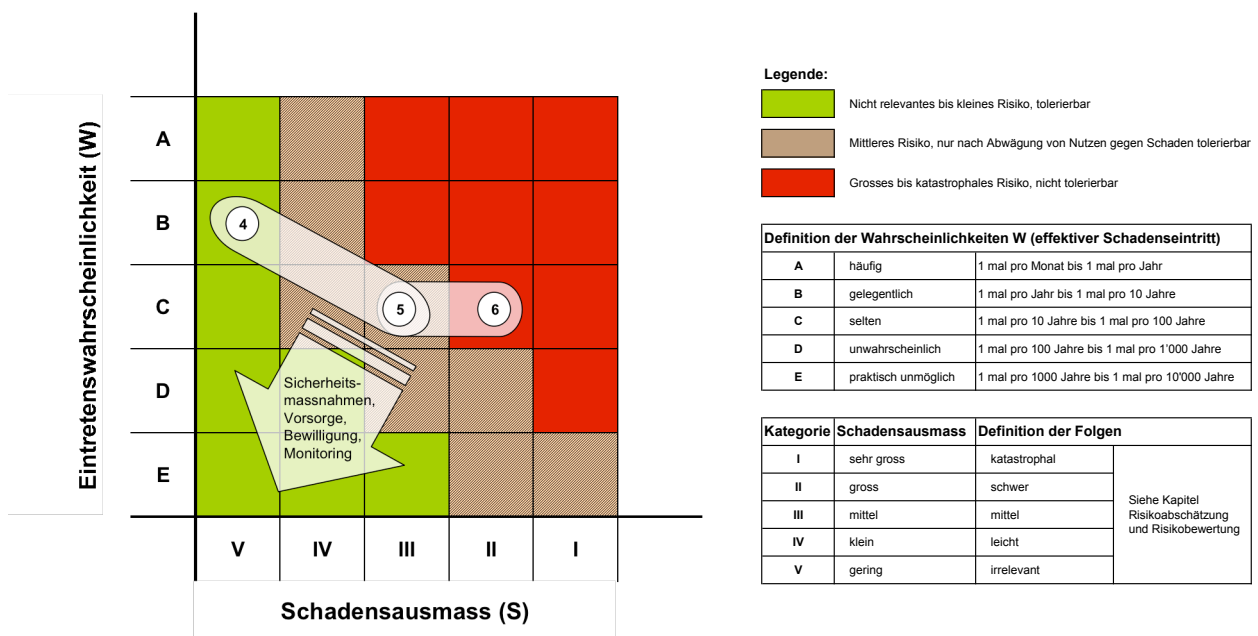 Eintretenswahrscheinlichkeit (W)
A
B
C
D
E
4
5
6
Sicherheits-
massnahmen,
Vorsorge,
Bewilligung,
Monitoring
V IV III II I
Schadensausmass (S)
Legende:
Nicht relevantes bis kleines Risiko, tolerierbar
Mittleres Risiko, nur nach Abwägung von Nutzen gegen Schaden tolerierbar
Grosses bis katastrophales Risiko, nicht tolerierbar
Definition der Wahrscheinlichkeiten W (effektiver Schadenseintritt)
A häufig 1 mal pro Monat bis 1 mal pro Jahr
B gelegentlich 1 mal pro Jahr bis 1 mal pro 10 Jahre
C selten 1 mal pro 10 Jahre bis 1 mal pro 100 Jahre
D unwahrscheinlich 1 mal pro 100 Jahre bis 1 mal pro 1'000 Jahre
E praktisch unmöglich 1 mal pro 1000 Jahre bis 1 mal pro 10'000 Jahre
Kategorie Schadensausmass Definition der Folgen
I sehr gross katastrophal
II gross schwer
III mittel mittel
IV klein leicht
V gering irrelevant
Siehe Kapitel
Risikoabschätzung
und Risikobewertung